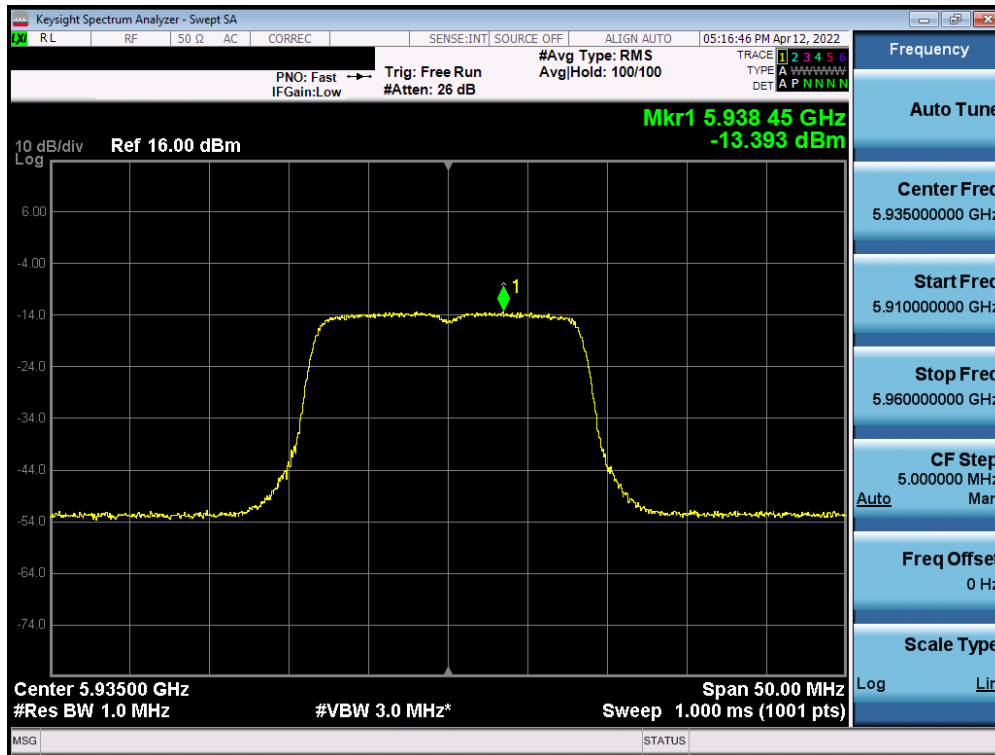 Keysight Spectrum Analyzer - Swept SA
LXI RL RF 50 Ω AC CORREC SENSE:INT SOURCE OFF ALIGN AUTO 05:16:46 PM Apr 12, 2022
Frequency
#Avg Type: RMS
TRACE 1 2 3 4 5 6
PNO: Fast
Trig: Free Run
Avg|Hold: 100/100
TYPE A WWWWW
IFGain:Low
#Atten: 26 dB
DET A P N N N N
Mkr1 5.938 45 GHz
-13.393 dBm
10 dB/div
Ref 16.00 dBm
Log
6.00
-4.00
1
-14.0
-24.0
-34.0
-44.0
-54.0
-64.0
-74.0
Center 5.93500 GHz
Span 50.00 MHz
#Res BW 1.0 MHz
#VBW 3.0 MHz*
Sweep 1.000 ms (1001 pts)
MSG
STATUS
Auto Tune
Center Freq
5.935000000 GHz
Start Freq
5.910000000 GHz
Stop Freq
5.960000000 GHz
CF Step
5.000000 MHz
Auto Man
Freq Offset
0 Hz
Scale Type
Log Lin